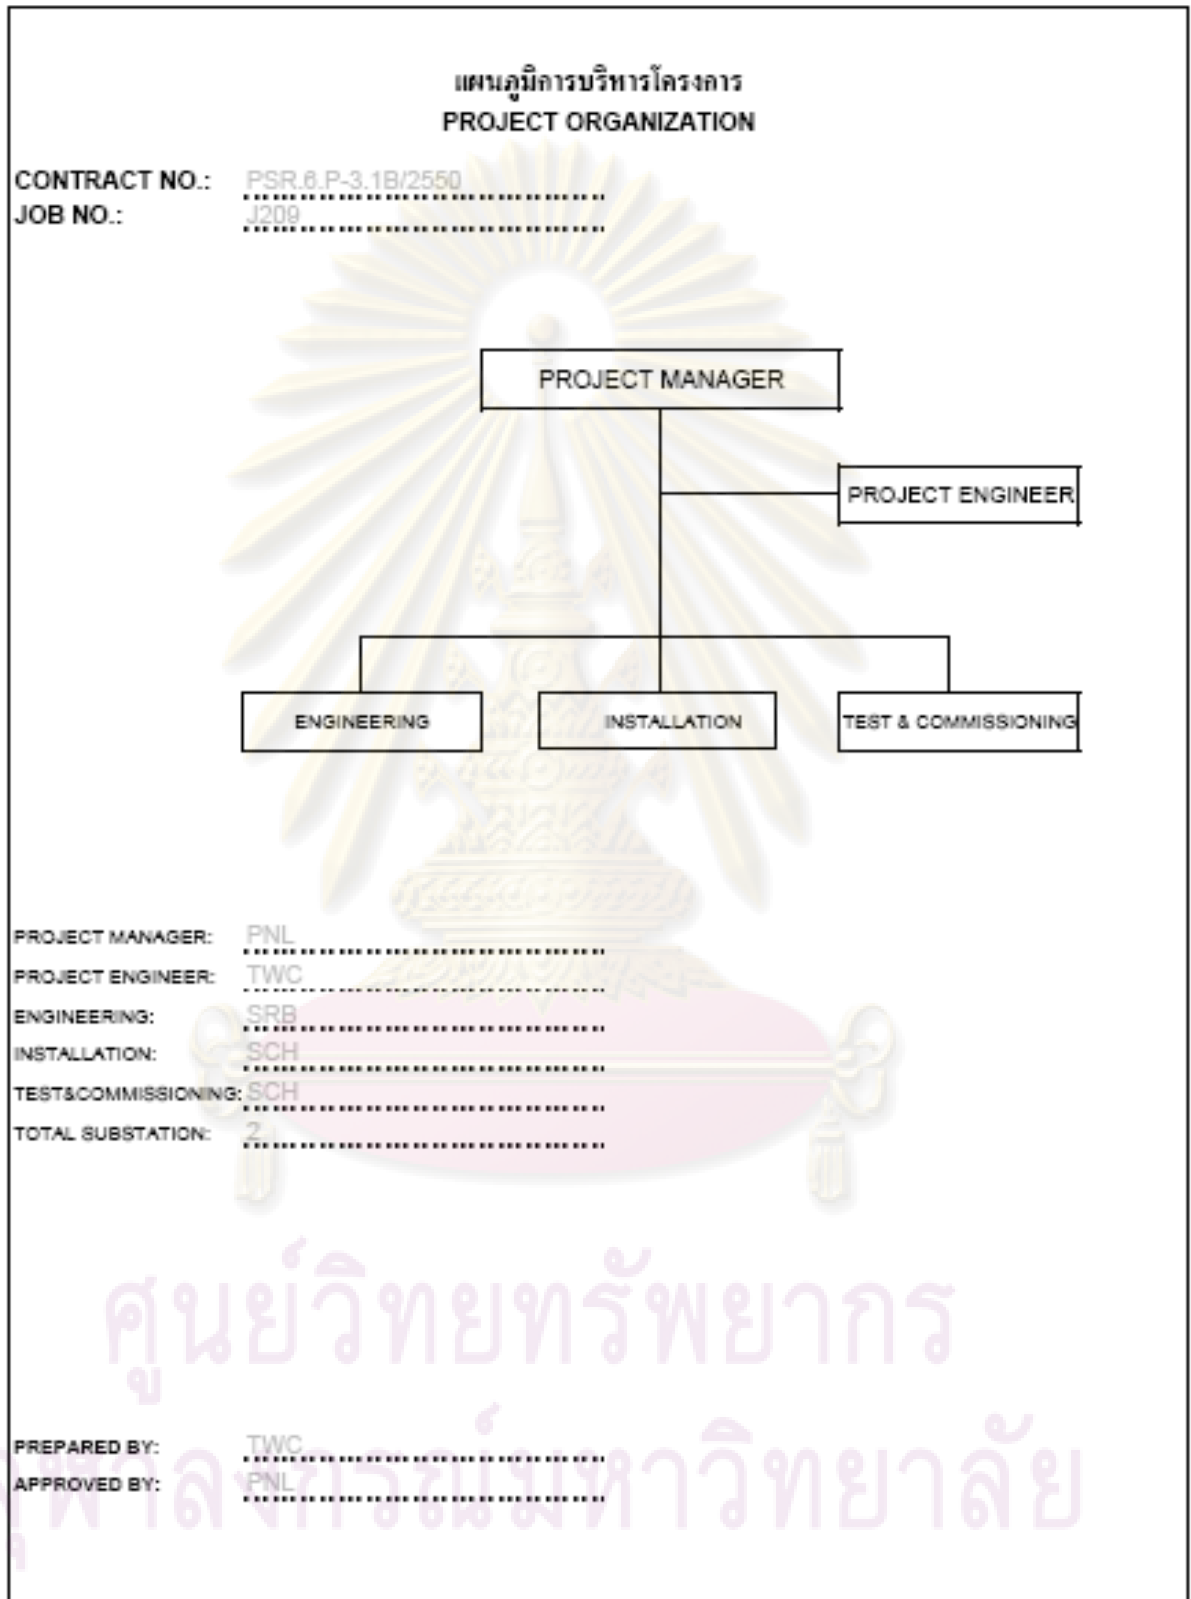 แผนภูมิการบริหารโครงการ
PROJECT ORGANIZATION
CONTRACT NO.: PSR.6.P-3.1B/2550
JOB NO.: J209
PROJECT MANAGER
PROJECT ENGINEER
ENGINEERING INSTALLATION TEST & COMMISSIONING
PROJECT MANAGER: PNL
PROJECT ENGINEER: TWC
ENGINEERING: SRB
INSTALLATION: SCH
TEST&COMMISSIONING: SCH
TOTAL SUBSTATION: 2
ศูนย์วิทยทรัพยากร
PREPARED BY: TWC
APPROVED BY: PNL
จุฬาลงกรณ์มหาวิทยาลัย